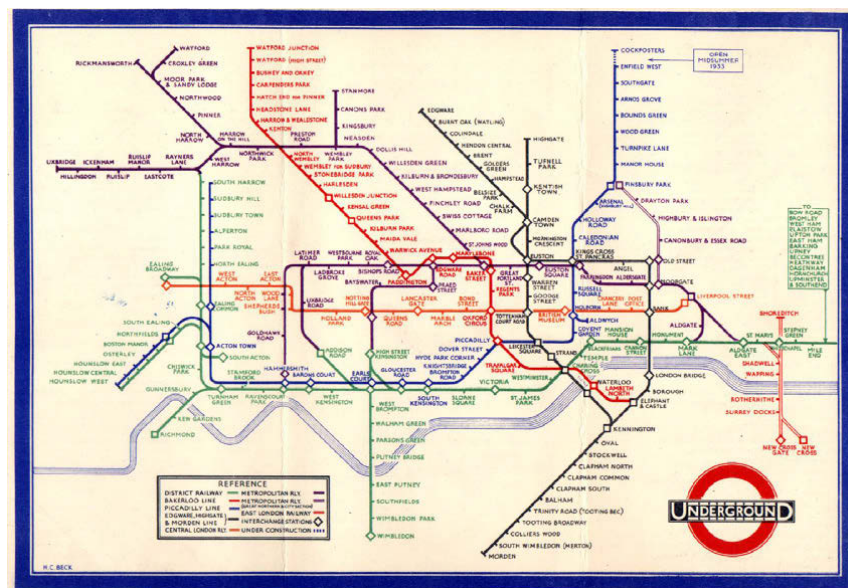 WATFORD
CROXLEY GREEN
RICKMANSWORTH
MOOR PARK
& SANDY LODGE
NORTHWOOD
PINNER
NORTH
HARROW
HARROW
ON THE HILL
NORTHWICK
PARK
PRESTON
ROAD
WEMBLEY
PARK
NEASDEN
STANMORE
CANONS PARK
KINGSBURY
DOLLIS HILL
WILLESDEN GREEN
KILBURN & BRONDESBURY
WEST HAMPSTEAD
FINCHLEY ROAD
SWISS COTTAGE
MARLBORO ROAD
ST JOHNS WOOD
WATFORD JUNCTION
WATFORD (HIGH STREET)
BUSHEY AND OXHEY
CARPENDERS PARK
HATCH END FOR PINNER
HEADSTONE LANE
HARROW & WEALDSTONE
KENTON
NORTH
WEMBLEY
WEMBLEY FOR SUDBURY
STONEBRIDGE PARK
HARLESDEN
WILLESDEN JUNCTION
KENSAL GREEN
QUEENS PARK
KILBURN PARK
MAIDA VALE
WARWICK AVENUE
MARYLEBONE
EDGWARE
BURNT OAK (WATLING)
COLINDALE
HENDON CENTRAL
BRENT
GOLDERS
GREEN
HAMPSTEAD
BELSIZE
PARK
CHALK
FARM
HIGHGATE
TUFNELL
PARK
KENTISH
TOWN
CAMDEN
TOWN
MORNINGTON
CRESCENT
EUSTON
COCKFOSTERS
OPEN
MIDSUMMER
1933
ENFIELD WEST
SOUTHGATE
ARNOS GROVE
BOUNDS GREEN
WOOD GREEN
TURNPIKE LANE
MANOR HOUSE
FINSBURY PARK
ARSENAL
DRAYTON PARK
HOLLOWAY
ROAD
HIGHBURY & ISLINGTON
CALEDONIAN
ROAD
CANONBURY & ESSEX ROAD
KINGS CROSS
ST. PANCRAS
OLD STREET
ANGEL
UXBRIDGE
ICKENHAM
RUISLIP
MANOR
RAYNERS
LANE
WEST
HARROW
HILLINGDON
RUISLIP
EASTCOTE
SOUTH HARROW
SUDBURY HILL
SUDBURY TOWN
ALPERTON
PARK ROYAL
NORTH EALING
EALING
BROADWAY
WEST
ACTON
EAST
ACTON
NORTH
ACTON
WOOD
LANE
SHEPHERDS
BUSH
EALING
COMMON
LATIMER
ROAD
WESTBOURNE
PARK
ROYAL
OAK
LADBROKE
GROVE
BISHOPS ROAD
BAYSWATER
PADDINGTON
EDGWARE
ROAD
PRAED
STREET
BAKER
STREET
GREAT
PORTLAND
ST.
REGENTS
PARK
EUSTON
SQUARE
WARREN
STREET
GOODGE
STREET
RUSSELL
SQUARE
FARRINGDON
ALDERSGATE
MOORGATE
LIVERPOOL STREET
UXBRIDGE
ROAD
GOLDHAWK
ROAD
HOLLAND
PARK
NOTTING
HILL GATE
QUEENS
ROAD
LANCASTER
GATE
MARBLE
ARCH
BOND
STREET
OXFORD
CIRCUS
TOTTENHAM
COURT ROAD
BRITISH
MUSEUM
HOLBORN
CHANCERY
LANE
POST
OFFICE
BANK
ALDWYCH
COVENT
GARDEN
LEICESTER
SQUARE
STRAND
PICCADILLY
DOVER STREET
HYDE PARK CORNER
KNIGHTSBRIDGE
BROMPTON
ROAD
TRAFALGAR
SQUARE
BLACKFRIARS
MANSION
HOUSE
CANNON
STREET
MONUMENT
MARK
LANE
ALDGATE
ALDGATE
EAST
ST MARYS
STEPNEY
GREEN
MILE
END
SHOREDITCH
SHADWELL
WAPPING
ROTHERHITHE
SURREY DOCKS
NEW CROSS
GATE
NEW
CROSS
TO
BOW ROAD
BROMLEY
WEST HAM
PLAISTOW
UPTON PARK
EAST HAM
BARKING
UPNEY
BECONTREE
HEATHWAY
DAGENHAM
HORNCHURCH
UPMINSTER
& SOUTHEND
SOUTH EALING
NORTHFIELDS
BOSTON MANOR
OSTERLEY
HOUNSLOW EAST
HOUNSLOW CENTRAL
HOUNSLOW WEST
ACTON TOWN
SOUTH ACTON
CHISWICK
PARK
GUNNERSBURY
KEW GARDENS
RICHMOND
TURNHAM
GREEN
STAMFORD
BROOK
RAVENSCOURT
PARK
HAMMERSMITH
BARONS COURT
WEST
KENSINGTON
ADDISON
ROAD
HIGH STREET
KENSINGTON
EARLS
COURT
GLOUCESTER
ROAD
SOUTH
KENSINGTON
SLOANE
SQUARE
VICTORIA
ST. JAMES
PARK
WESTMINSTER
CHARING
CROSS
TEMPLE
WATERLOO
LAMBETH
NORTH
LONDON BRIDGE
BOROUGH
ELEPHANT
& CASTLE
KENNINGTON
OVAL
STOCKWELL
CLAPHAM NORTH
CLAPHAM COMMON
CLAPHAM SOUTH
BALHAM
TRINITY ROAD (TOOTING BEC)
TOOTING BROADWAY
COLLIERS WOOD
SOUTH WIMBLEDON (MERTON)
MORDEN
WEST
BROMPTON
WALHAM GREEN
PARSONS GREEN
PUTNEY BRIDGE
EAST PUTNEY
SOUTHFIELDS
WIMBLEDON PARK
WIMBLEDON
REFERENCE
DISTRICT RAILWAY
BAKERLOO LINE
PICCADILLY LINE
EDGWARE, HIGHGATE
& MORDEN LINE
CENTRAL LONDON RLY.
METROPOLITAN RLY.
METROPOLITAN RLY.
(GREAT NORTHERN & CITY SECTION)
EAST LONDON RAILWAY
INTERCHANGE STATIONS
UNDER CONSTRUCTION
UNDERGROUND
H.C. BECK